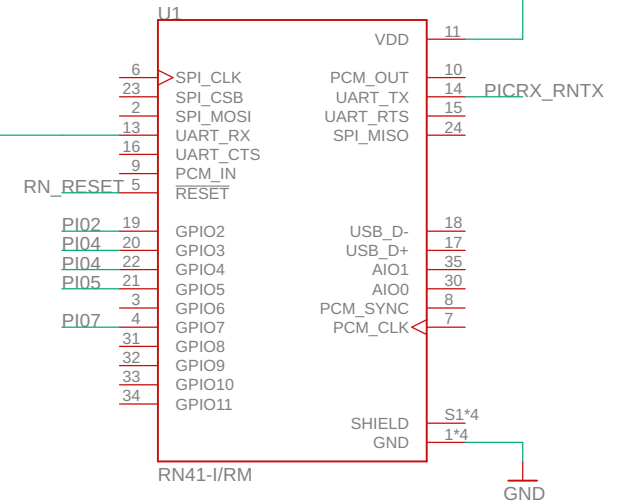 U1
VDD 11
6 SPI_CLK PCM_OUT 10
23 SPI_CSB UART_TX 14 PICRX_RNTX
2 SPI_MOSI UART_RTS 15
13 UART_RX SPI_MISO 24
16 UART_CTS
9 PCM_IN
RN_RESET 5 RESET
PI02 19 GPIO2 USB_D- 18
PI04 20 GPIO3 USB_D+ 17
PI04 22 GPIO4 AIO1 35
PI05 21 GPIO5 AIO0 30
3 GPIO6 PCM_SYNC 8
PI07 4 GPIO7 PCM_CLK 7
31 GPIO8
32 GPIO9
33 GPIO10
34 GPIO11
SHIELD S1*4
GND 1*4
RN41-I/RM
GND